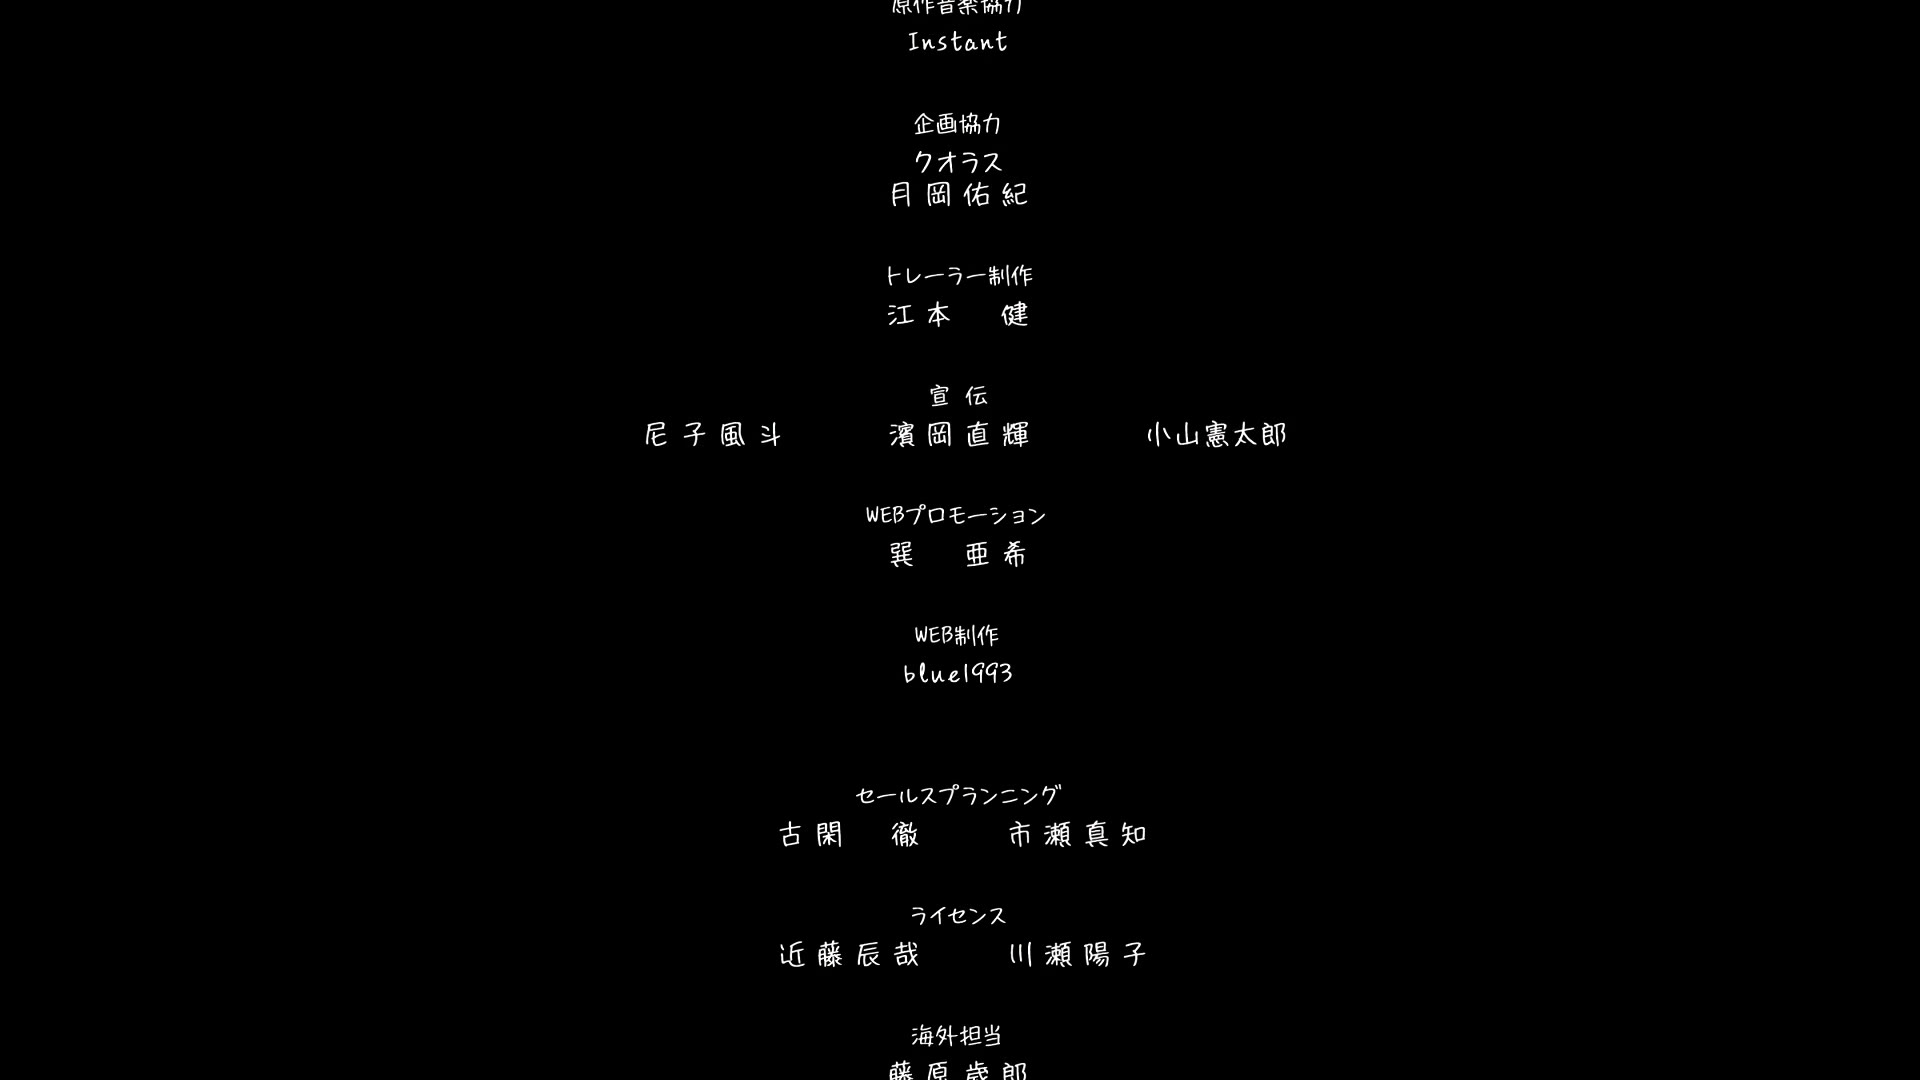 原作音楽協力
Instant
企画協力
クオラス
月岡佑紀
トレーラー制作
江本 健
宣伝
尼子風斗 濱岡直輝 小山憲太郎
WEBプロモーション
巽 亜希
WEB制作
blue1993
セールスプランニング
古閑 徹 市瀬真知
ライセンス
近藤辰哉 川瀬陽子
海外担当
藤原歳郎